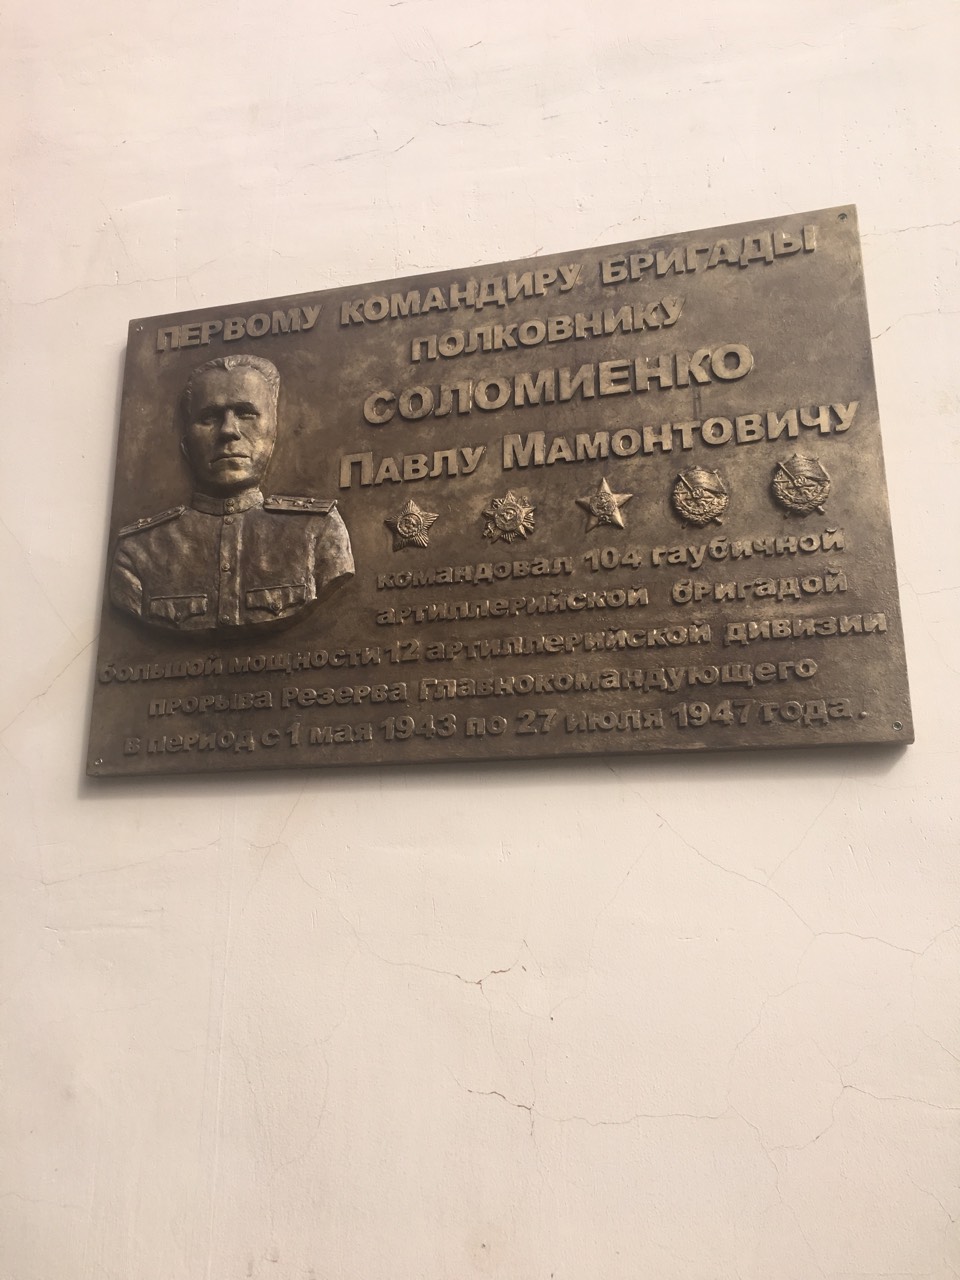 ПЕРВОМУ КОМАНДИРУ БРИГАДЫ
ПОЛКОВНИКУ
СОЛОМИЕНКО
ПАВЛУ МАМОНТОВИЧУ
командовал 104 гаубичной
артиллерийской бригадой
большой мощности 12 артиллерийской дивизии
прорыва Резерва Главнокомандующего
в период с 1 мая 1943 по 27 июля 1947 года.